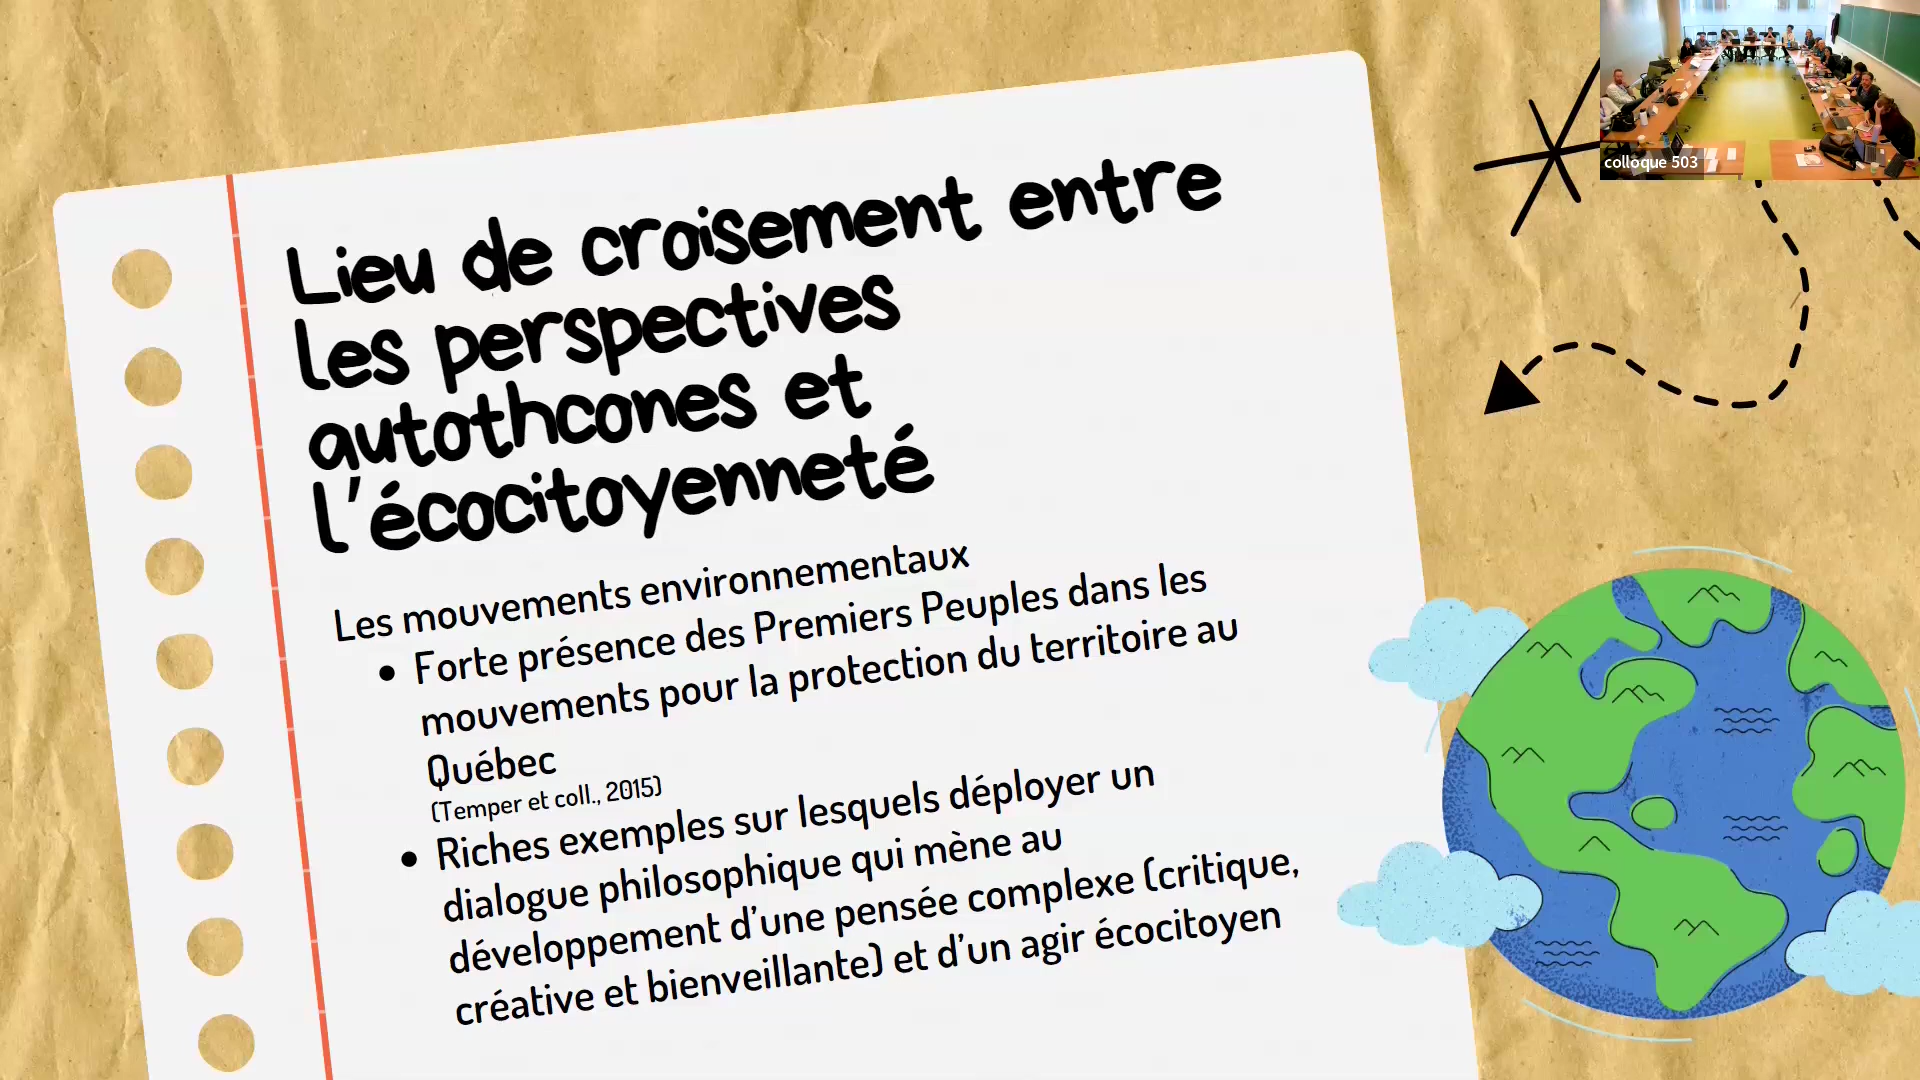 Lieu de croisement entre
les perspectives
autothcones et
l'écocitoyenneté
Les mouvements environnementaux
• Forte présence des Premiers Peuples dans les
mouvements pour la protection du territoire au
Québec
(Temper et coll., 2015)
• Riches exemples sur lesquels déployer un
dialogue philosophique qui mène au
développement d'une pensée complexe (critique,
créative et bienveillante) et d'un agir écocitoyen
colloque 503